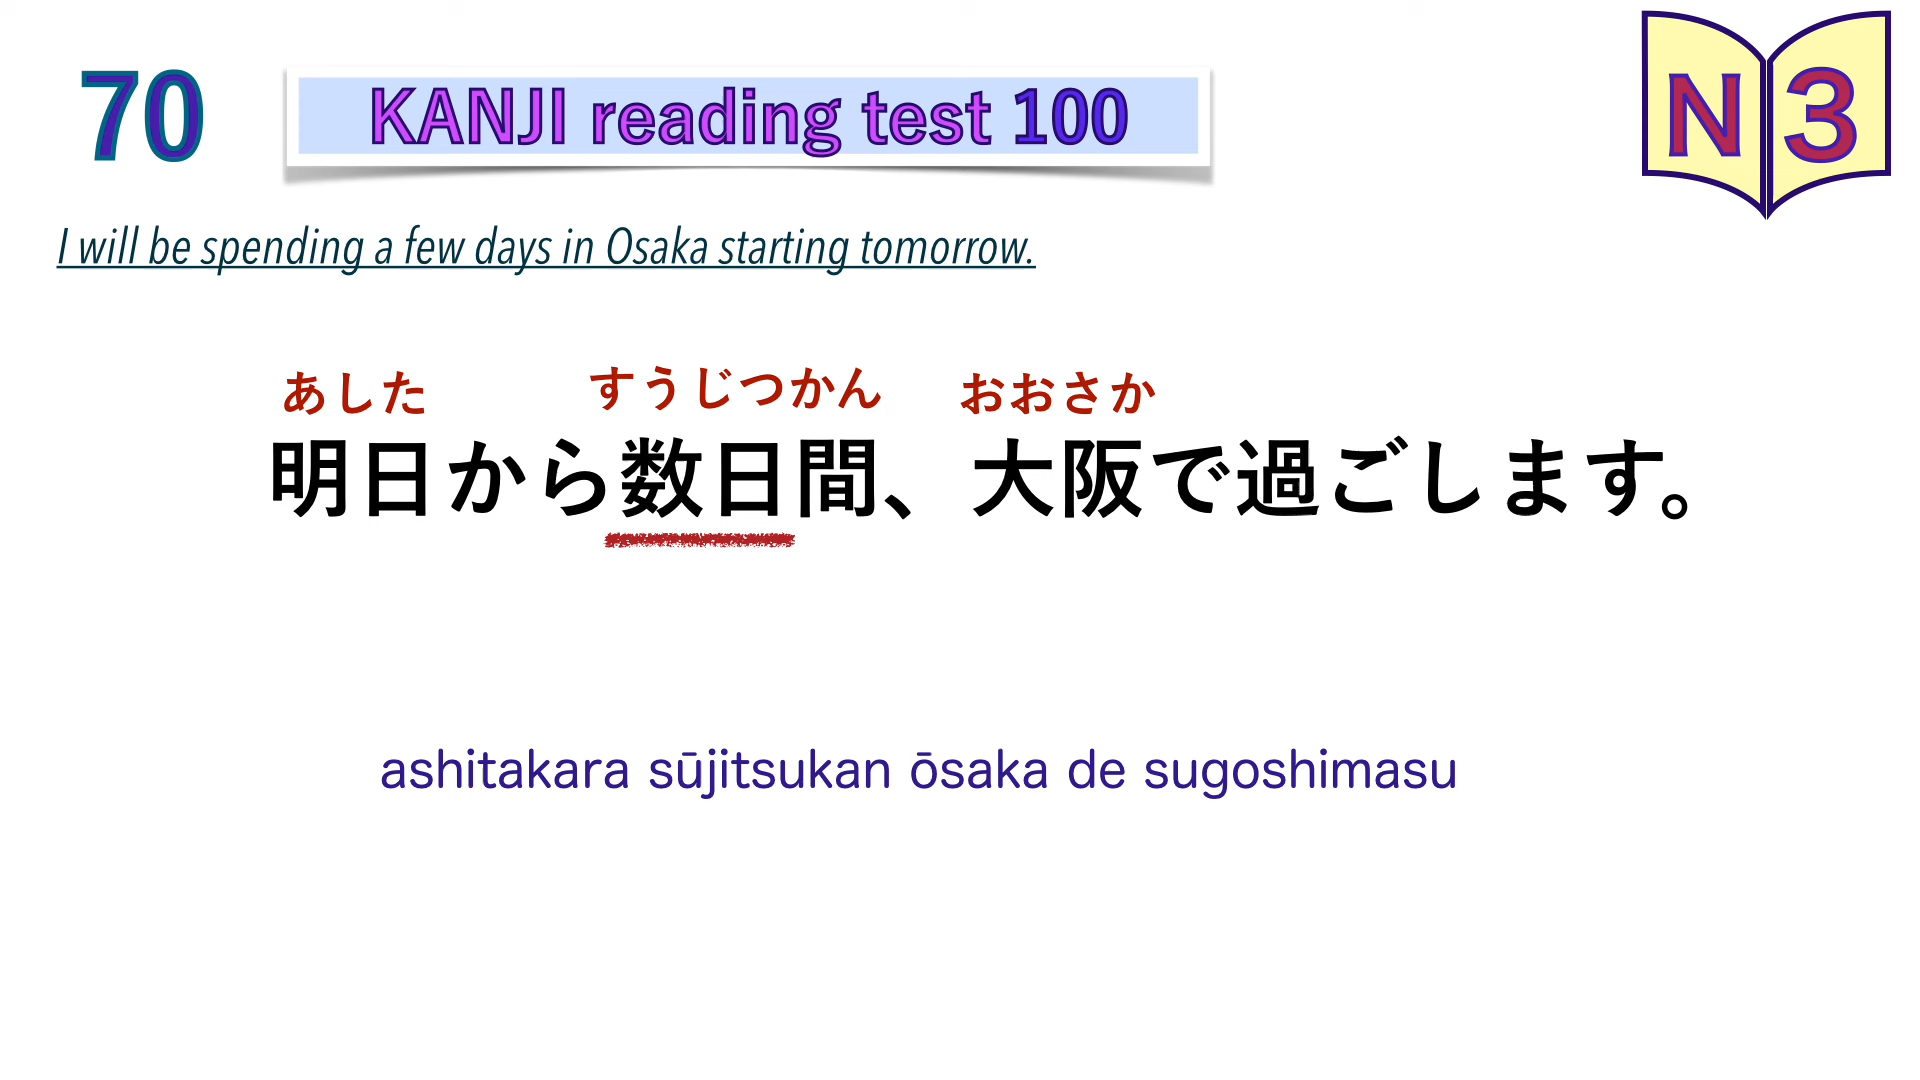 70
KANJI reading test 100
N3
I will be spending a few days in Osaka starting tomorrow.
あした すうじつかん おおさか
明日から数日間、大阪で過ごします。
ashitakara sūjitsukan ōsaka de sugoshimasu